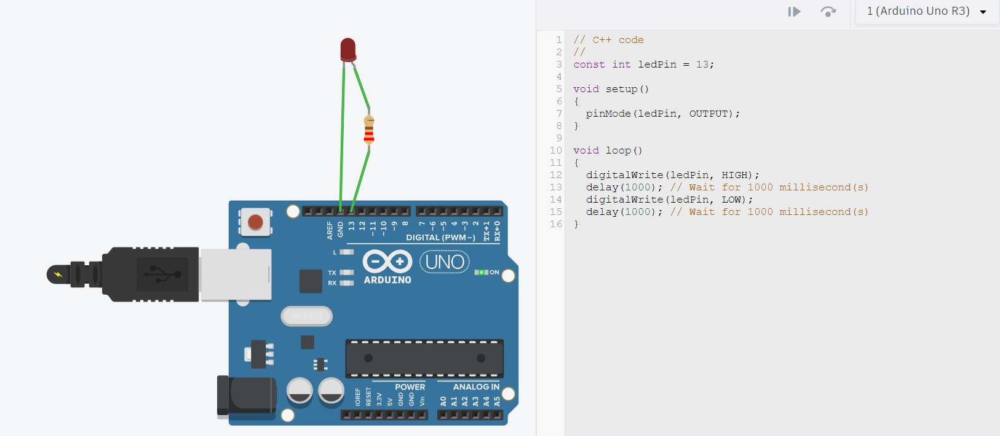 1 (Arduino Uno R3)
1 // C++ code
2 //
3 const int ledPin = 13;
4
5 void setup()
6 {
7   pinMode(ledPin, OUTPUT);
8 }
9
10 void loop()
11 {
12   digitalWrite(ledPin, HIGH);
13   delay(1000); // Wait for 1000 millisecond(s)
14   digitalWrite(ledPin, LOW);
15   delay(1000); // Wait for 1000 millisecond(s)
16 }
AREF GND 13 12 ~11 ~10 ~9 8 7 ~6 ~5 4 ~3 2 TX→1 RX←0
DIGITAL (PWM~)
L
TX
RX
UNO
ON
ARDUINO
SPK16.000G
POWER
ANALOG IN
IOREF RESET 3.3V 5V GND GND Vin A0 A1 A2 A3 A4 A5